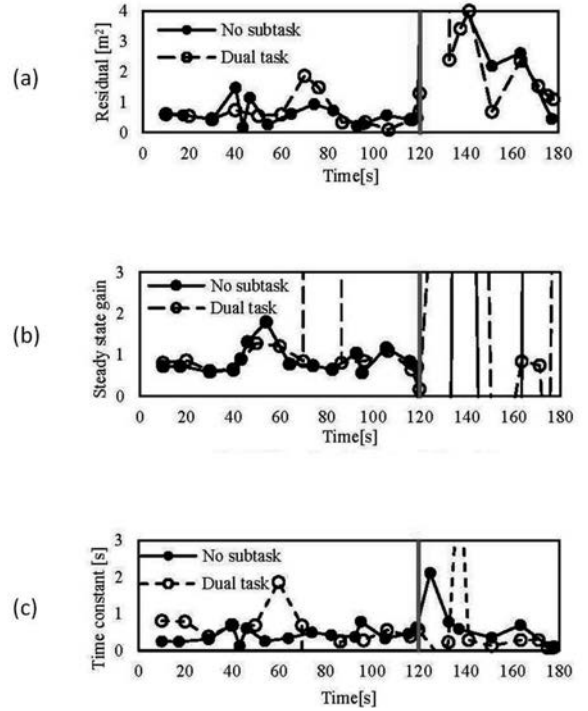 (a)
Residual [m²]
4
3
2
1
0
No subtask
Dual task
0 20 40 60 80 100 120 140 160 180
Time[s]
(b)
Steady state gain
3
2
1
0
No subtask
Dual task
0 20 40 60 80 100 120 140 160 180
Time[s]
(c)
Time constant [s]
3
2
1
0
No subtask
Dual task
0 20 40 60 80 100 120 140 160 180
Time[s]